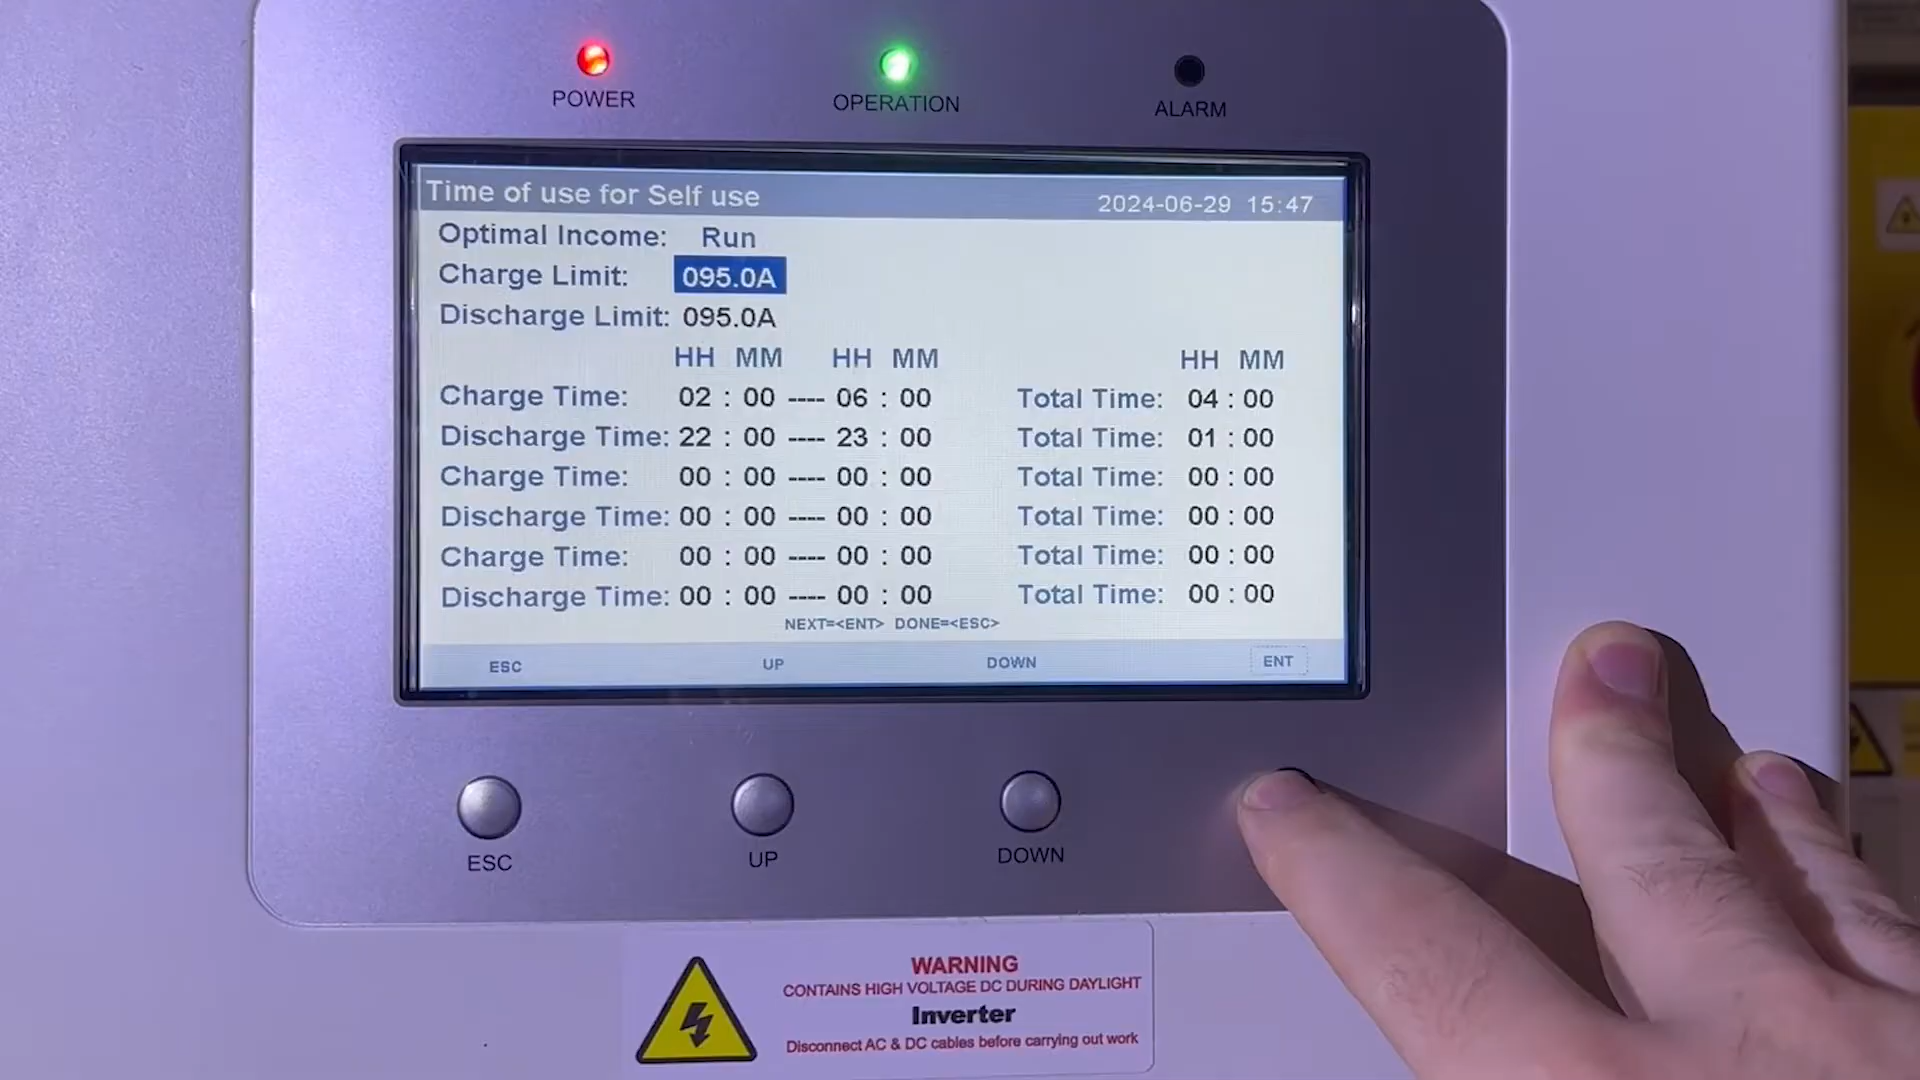 POWER
OPERATION
ALARM
Time of use for Self use 2024-06-29 15:47
Optimal Income: Run
Charge Limit: 095.0A
Discharge Limit: 095.0A
HH MM HH MM HH MM
Charge Time: 02 : 00 ---- 06 : 00 Total Time: 04 : 00
Discharge Time: 22 : 00 ---- 23 : 00 Total Time: 01 : 00
Charge Time: 00 : 00 ---- 00 : 00 Total Time: 00 : 00
Discharge Time: 00 : 00 ---- 00 : 00 Total Time: 00 : 00
Charge Time: 00 : 00 ---- 00 : 00 Total Time: 00 : 00
Discharge Time: 00 : 00 ---- 00 : 00 Total Time: 00 : 00
NEXT=<ENT> DONE=<ESC>
ESC UP DOWN ENT
ESC UP DOWN
WARNING
CONTAINS HIGH VOLTAGE DC DURING DAYLIGHT
Inverter
Disconnect AC & DC cables before carrying out work